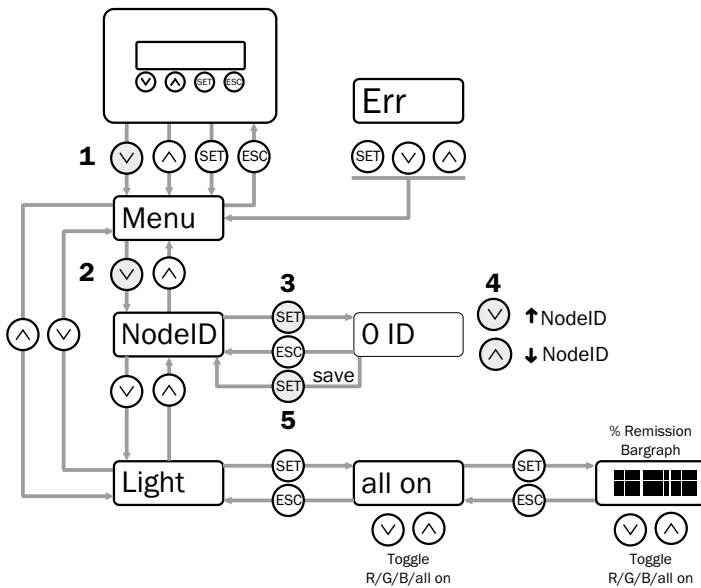 SET ESC
Err
1
SET ESC
SET
Menu
2
3
4
SET
↑ NodeID
NodeID
0 ID
ESC
↓ NodeID
SET
save
5
% Remission
Bargraph
Light
SET
all on
SET
ESC
ESC
Toggle
R/G/B/all on
Toggle
R/G/B/all on